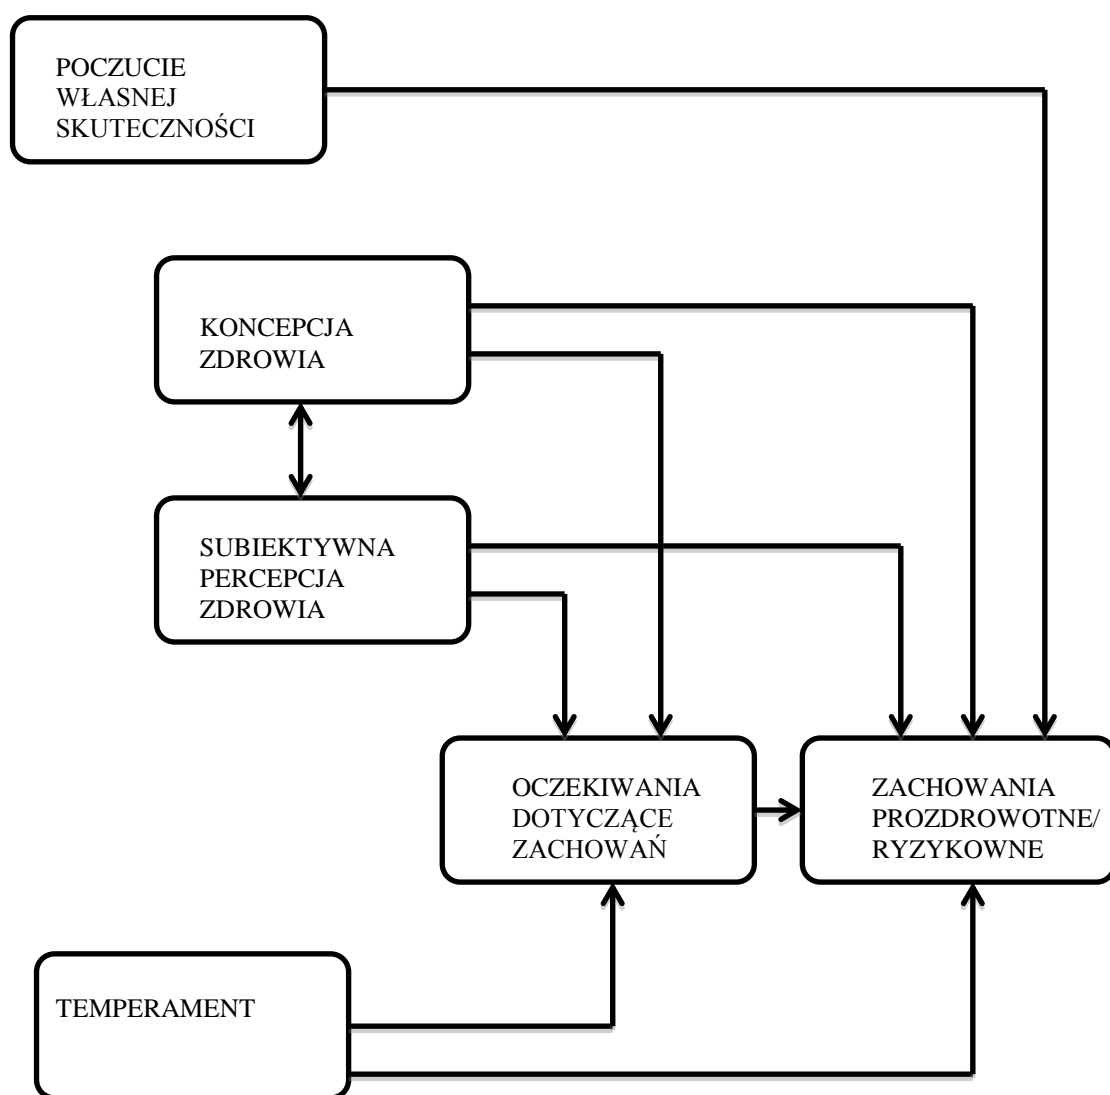 POCZUCIE
WŁASNEJ
SKUTECZNOŚCI
KONCEPCJA
ZDROWIA
SUBIEKTYWNA
PERCEPCJA
ZDROWIA
OCZEKIWANIA
DOTYCZĄCE
ZACHOWAŃ
ZACHOWANIA
PROZDROWOTNE/
RYZYKOWNE
TEMPERAMENT